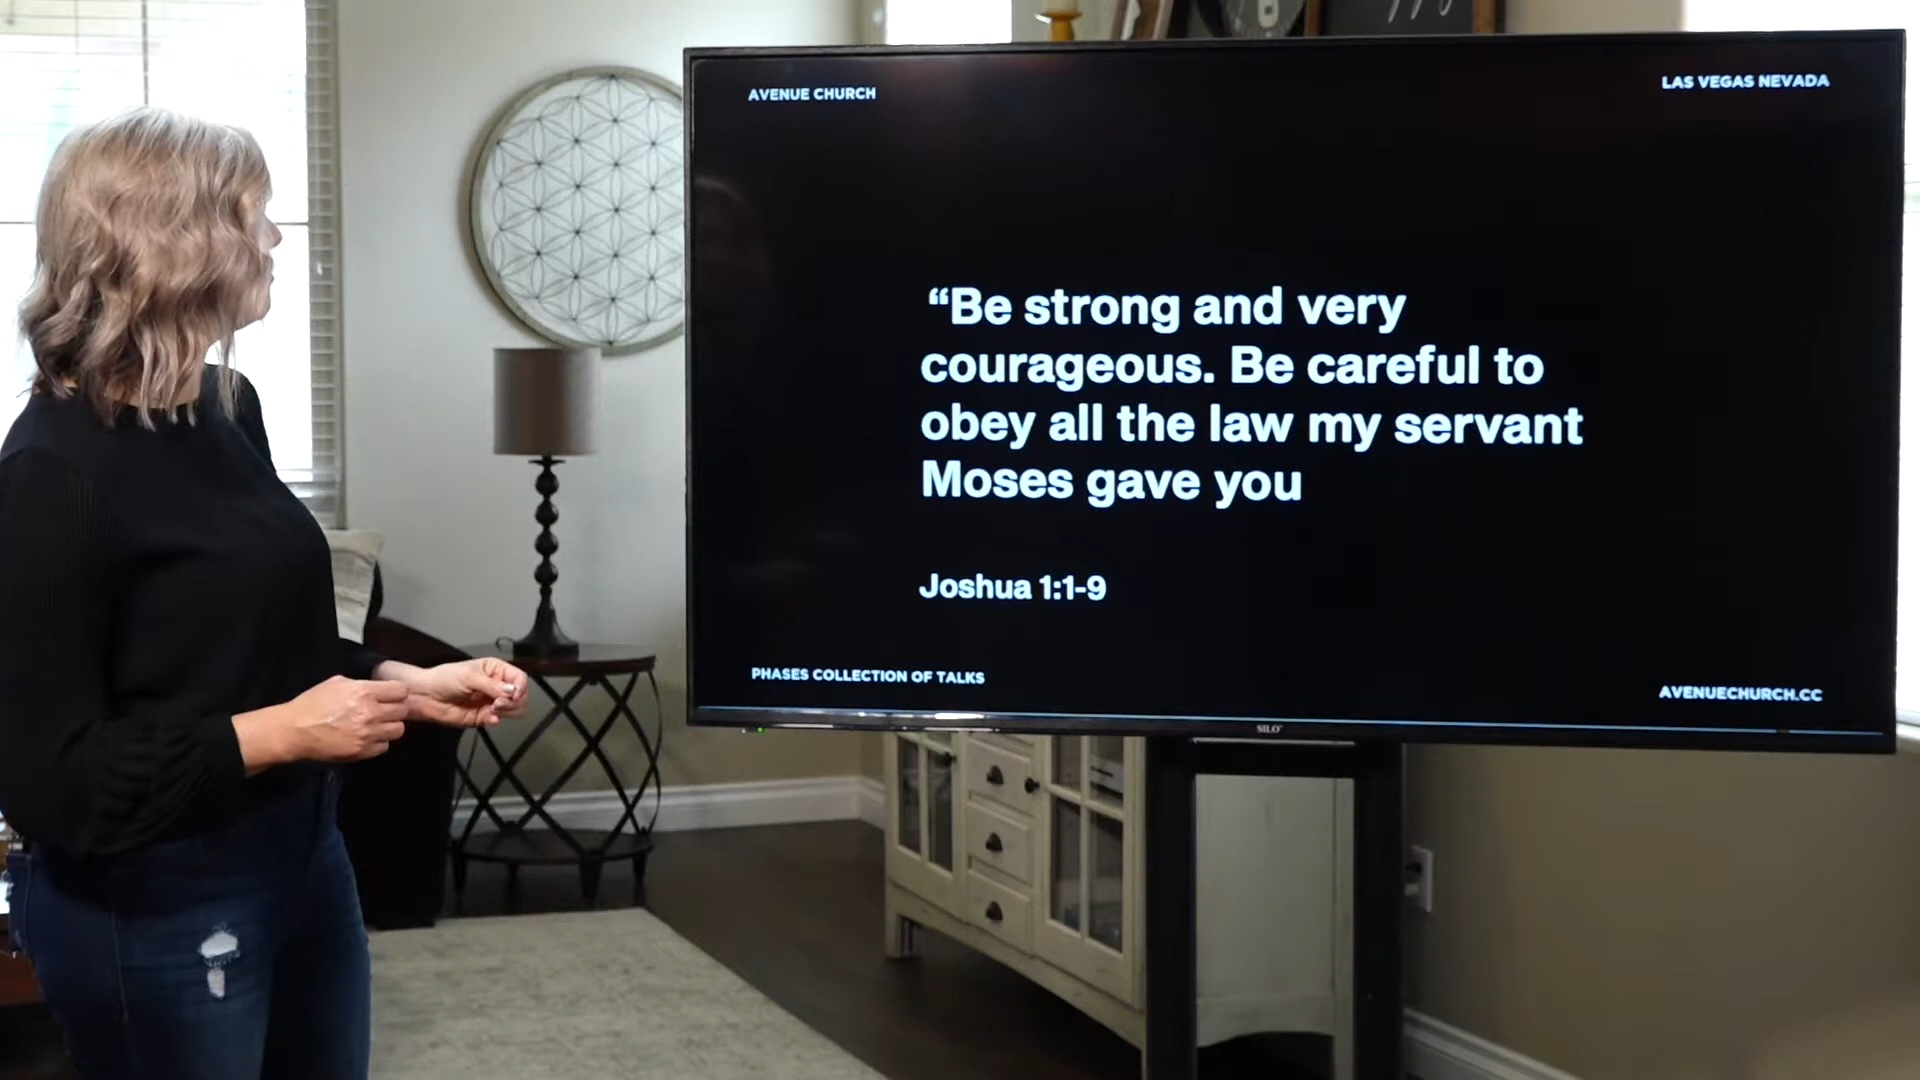 AVENUE CHURCH
LAS VEGAS NEVADA
“Be strong and very
courageous. Be careful to
obey all the law my servant
Moses gave you
Joshua 1:1-9
PHASES COLLECTION OF TALKS
AVENUECHURCH.CC
SILO